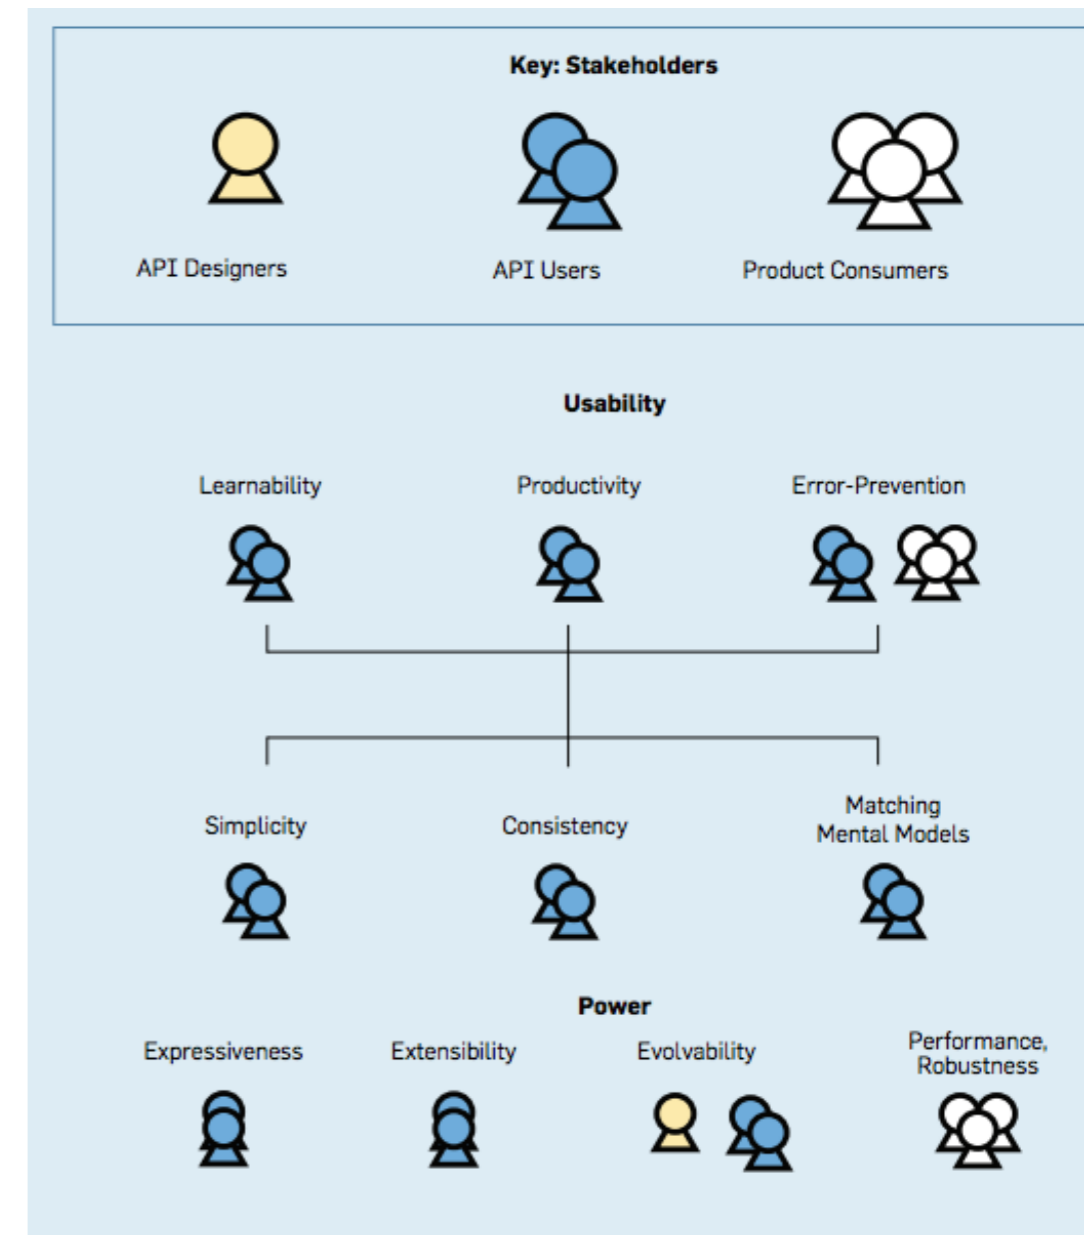 Key: Stakeholders
API Designers
API Users
Product Consumers
Usability
Learnability
Productivity
Error-Prevention
Simplicity
Consistency
Matching
Mental Models
Power
Expressiveness
Extensibility
Evolvability
Performance,
Robustness